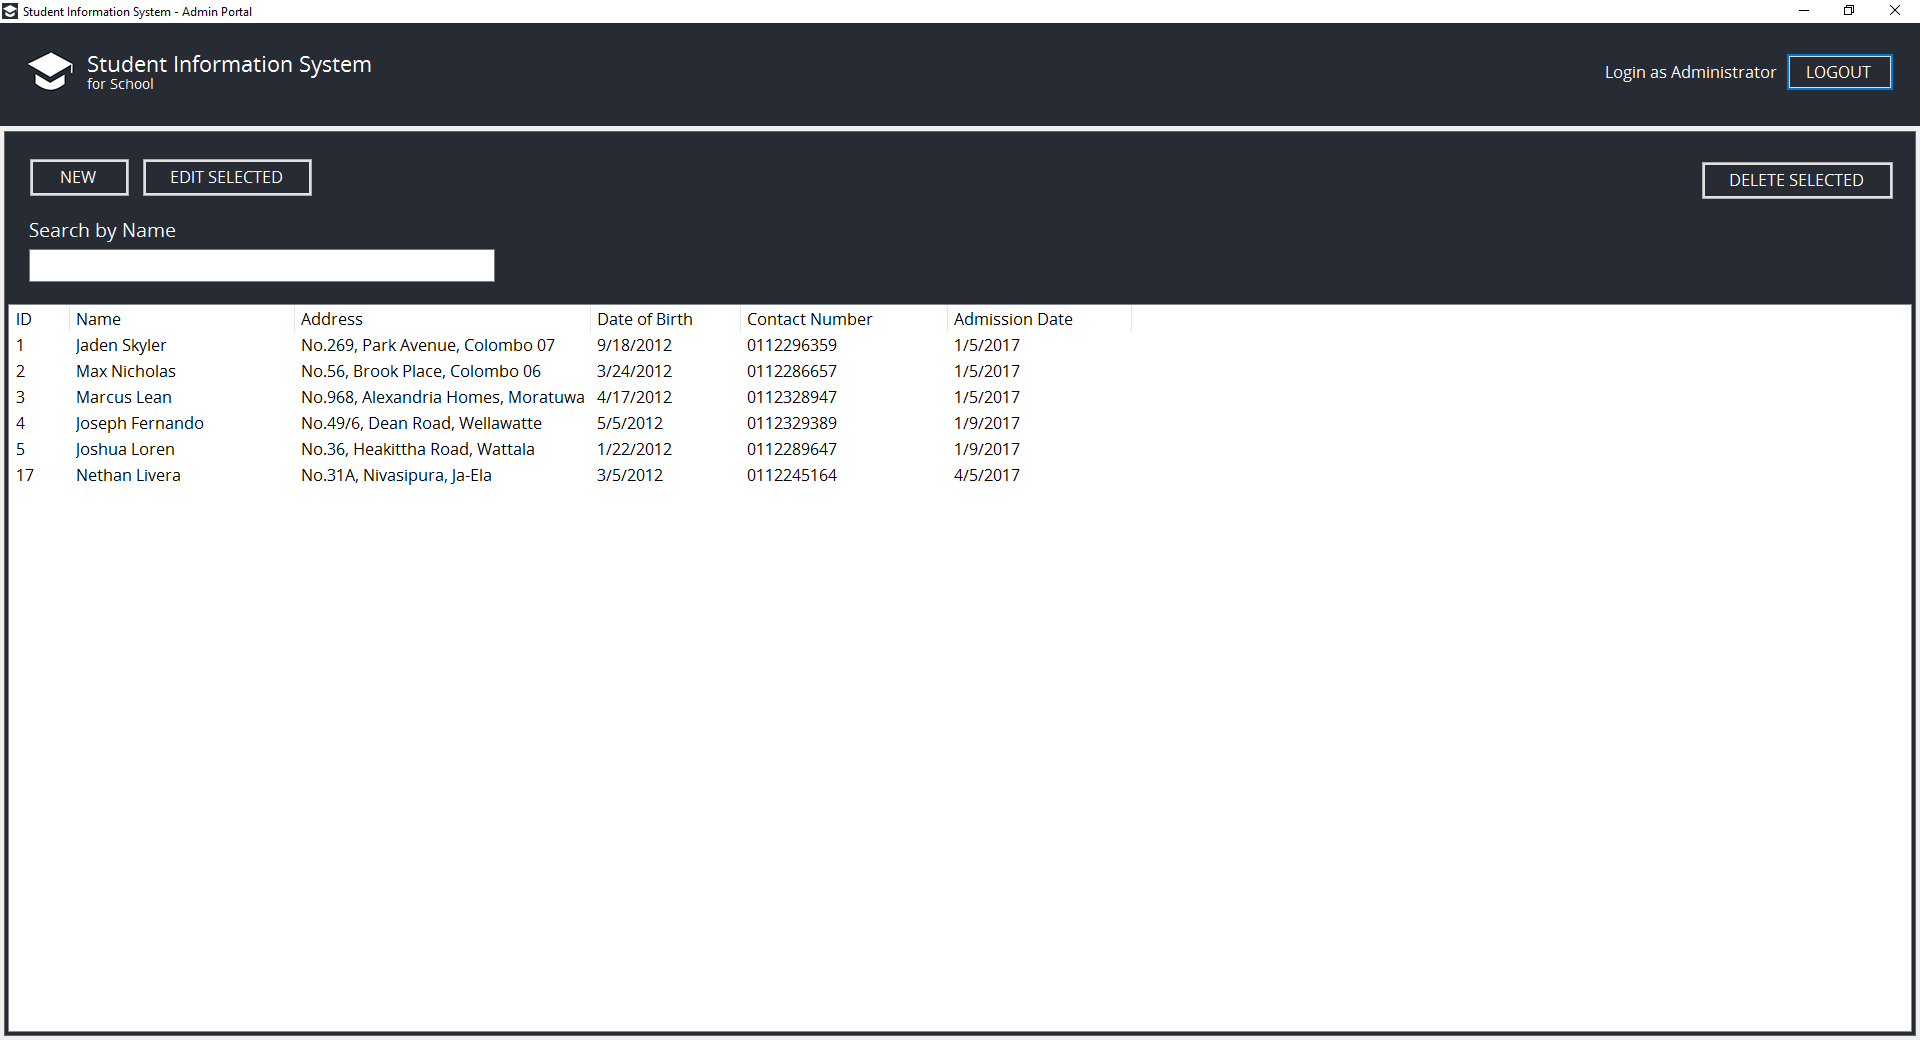 Student Information System - Admin Portal
Student Information System
for School
Login as Administrator LOGOUT
NEW EDIT SELECTED DELETE SELECTED
Search by Name
ID Name Address Date of Birth Contact Number Admission Date
1 Jaden Skyler No.269, Park Avenue, Colombo 07 9/18/2012 0112296359 1/5/2017
2 Max Nicholas No.56, Brook Place, Colombo 06 3/24/2012 0112286657 1/5/2017
3 Marcus Lean No.968, Alexandria Homes, Moratuwa 4/17/2012 0112328947 1/5/2017
4 Joseph Fernando No.49/6, Dean Road, Wellawatte 5/5/2012 0112329389 1/9/2017
5 Joshua Loren No.36, Heakittha Road, Wattala 1/22/2012 0112289647 1/9/2017
17 Nethan Livera No.31A, Nivasipura, Ja-Ela 3/5/2012 0112245164 4/5/2017